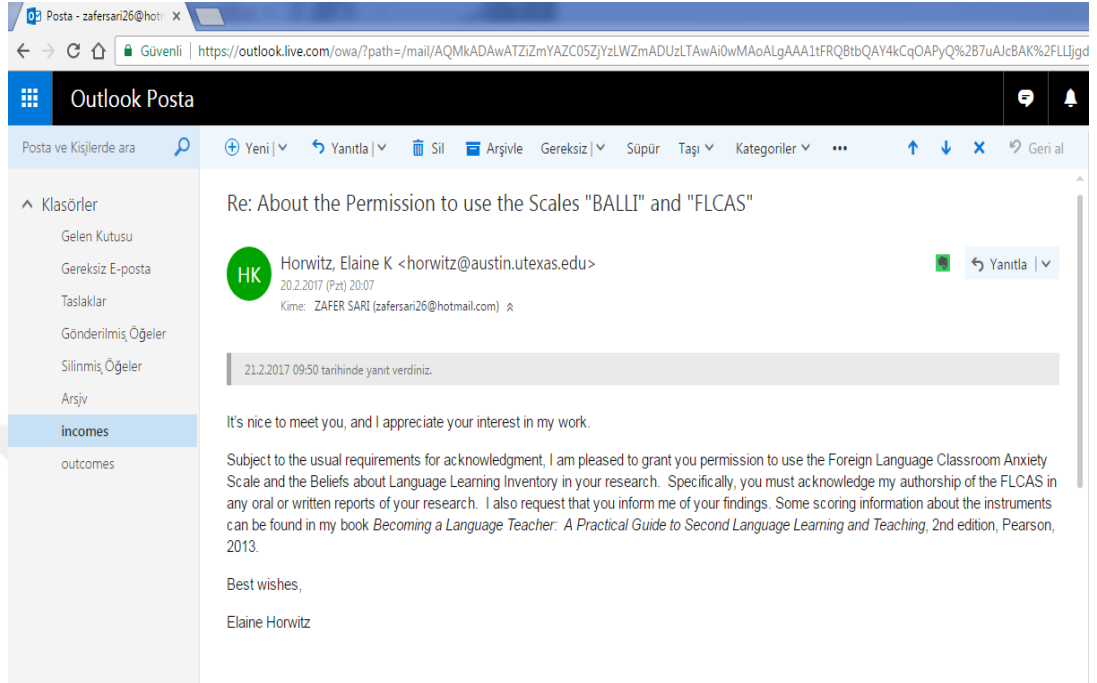 Posta - zafersari26@hotn
Güvenli | https://outlook.live.com/owa/?path=/mail/AQMkADAwATZiZmYAZC05ZjYzLWZmADUzLTAwAi0wMAoALgAAA1tFRQBtbQAY4kCqOAPyQ%2B7uAJcBAK%2FLLIjgd
Outlook Posta
Posta ve Kişilerde ara Yeni | Yanıtla | Sil Arşivle Gereksiz | Süpür Taşı Kategoriler ••• Geri al
Klasörler
Gelen Kutusu
Gereksiz E-posta
Taslaklar
Gönderilmiş Öğeler
Silinmiş Öğeler
Arşiv
incomes
outcomes
Re: About the Permission to use the Scales "BALLI" and "FLCAS"
HK
Horwitz, Elaine K <horwitz@austin.utexas.edu>
Yanıtla |
20.2.2017 (Pzt) 20:07
Kime: ZAFER SARI (zafersari26@hotmail.com)
21.2.2017 09:50 tarihinde yanıt verdiniz.
It's nice to meet you, and I appreciate your interest in my work.
Subject to the usual requirements for acknowledgment, I am pleased to grant you permission to use the Foreign Language Classroom Anxiety
Scale and the Beliefs about Language Learning Inventory in your research. Specifically, you must acknowledge my authorship of the FLCAS in
any oral or written reports of your research. I also request that you inform me of your findings. Some scoring information about the instruments
can be found in my book Becoming a Language Teacher: A Practical Guide to Second Language Learning and Teaching, 2nd edition, Pearson,
2013.
Best wishes,
Elaine Horwitz